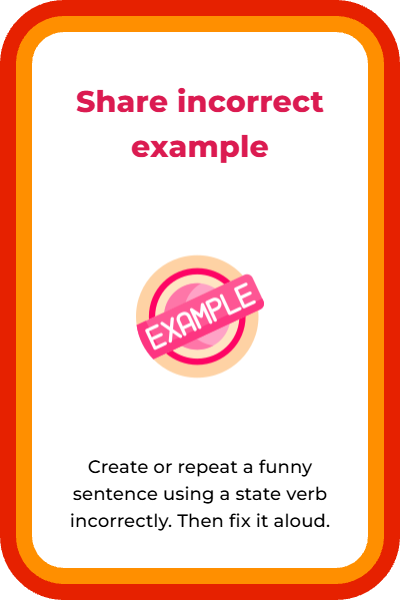 Share incorrect
example
EXAMPLE
Create or repeat a funny
sentence using a state verb
incorrectly. Then fix it aloud.